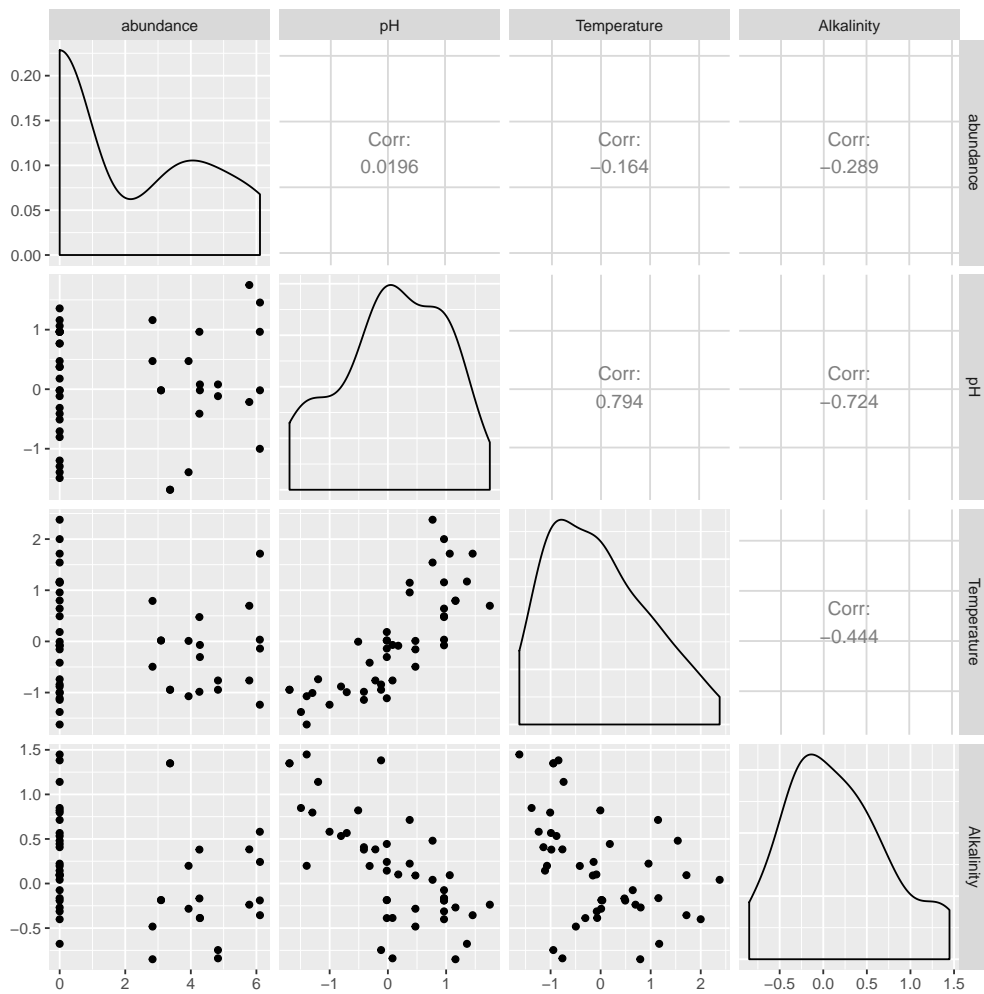 abundance
pH
Temperature
Alkalinity
0.20
0.15
0.10
0.05
0.00
Corr:
0.0196
Corr:
−0.164
Corr:
−0.289
abundance
1
0
−1
Corr:
0.794
Corr:
−0.724
pH
2
1
0
−1
Corr:
−0.444
Temperature
1.5
1.0
0.5
0.0
−0.5
Alkalinity
0 2 4 6
−1 0 1
−1 0 1 2
−0.5 0.0 0.5 1.0 1.5